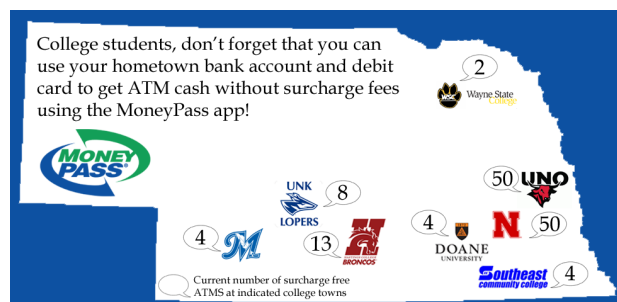 College students, don't forget that you can
use your hometown bank account and debit
card to get ATM cash without surcharge fees
using the MoneyPass app!
2
WSC
Wayne State
College
MONEY
PASS®
50
UNO
UNK
8
LOPERS
4
M
13
H
BRONCOS
4
DOANE
UNIVERSITY
N
50
Southeast
community college
4
Current number of surcharge free
ATMS at indicated college towns